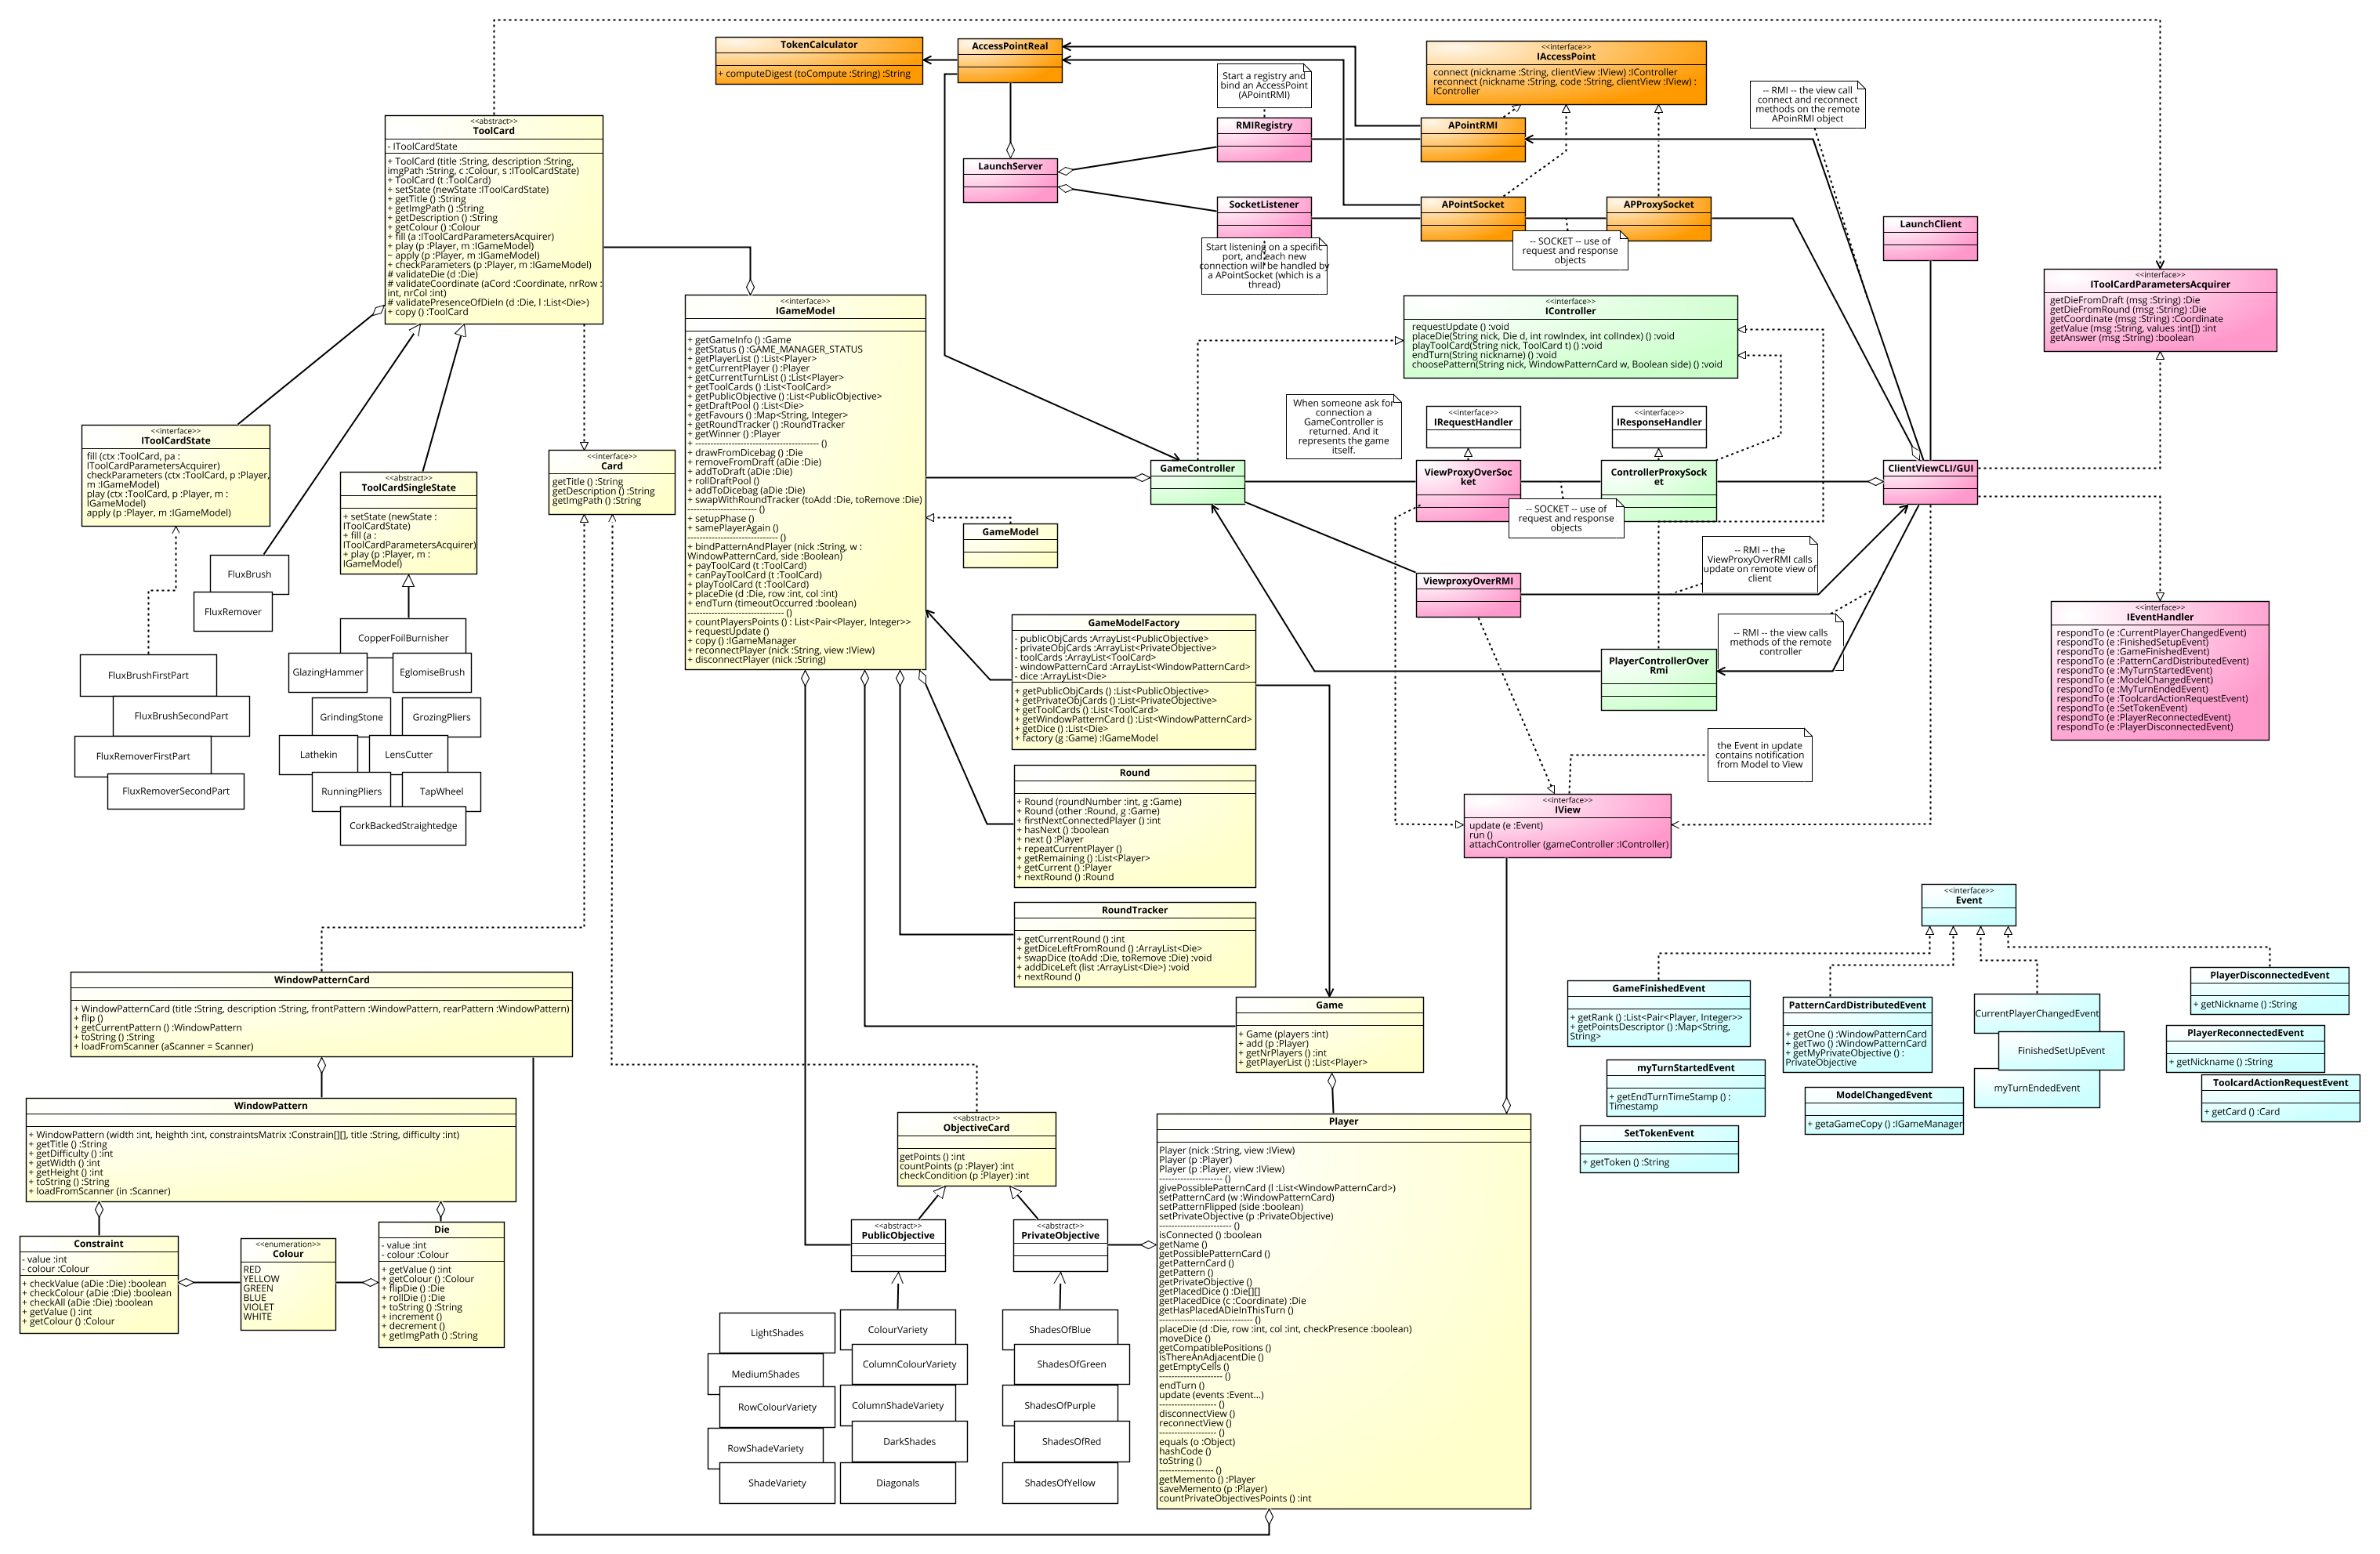 TokenCalculator
+ computeDigest (toCompute :String) :String
AccessPointReal
<<interface>>
IAccessPoint
connect (nickname :String, clientView :IView) :IController
reconnect (nickname :String, code :String, clientView :IView) :
IController
Start a registry and
bind an AccessPoint
(APointRMI)
-- RMI -- the view call
connect and reconnect
methods on the remote
APoinRMI object
<<abstract>>
ToolCard
- IToolCardState
+ ToolCard (title :String, description :String,
imgPath :String, c :Colour, s :IToolCardState)
+ ToolCard (t :ToolCard)
+ setState (newState :IToolCardState)
+ getTitle () :String
+ getImgPath () :String
+ getDescription () :String
+ getColour () :Colour
+ fill (a :IToolCardParametersAcquirer)
+ play (p :Player, m :IGameModel)
~ apply (p :Player, m :IGameModel)
+ checkParameters (p :Player, m :IGameModel)
# validateDie (d :Die)
# validateCoordinate (aCord :Coordinate, nrRow :
int, nrCol :int)
# validatePresenceOfDieIn (d :Die, l :List<Die>)
+ copy () :ToolCard
RMIRegistry
APointRMI
LaunchServer
SocketListener
APointSocket
APProxySocket
LaunchClient
Start listening on a specific
port, and each new
connection will be handled by
a APointSocket (which is a
thread)
-- SOCKET -- use of
request and response
objects
<<interface>>
IToolCardParametersAcquirer
getDieFromDraft (msg :String) :Die
getDieFromRound (msg :String) :Die
getCoordinate (msg :String) :Coordinate
getValue (msg :String, values :int[]) :int
getAnswer (msg :String) :boolean
<<interface>>
IGameModel
+ getGameInfo () :Game
+ getStatus () :GAME_MANAGER_STATUS
+ getPlayerList () :List<Player>
+ getCurrentPlayer () :Player
+ getCurrentTurnList () :List<Player>
+ getToolCards () :List<ToolCard>
+ getPublicObjective () :List<PublicObjective>
+ getDraftPool () :List<Die>
+ getFavours () :Map<String, Integer>
+ getRoundTracker () :RoundTracker
+ getWinner () :Player
+ ----------------------------------------- ()
+ drawFromDicebag () :Die
+ removeFromDraft (aDie :Die)
+ addToDraft (aDie :Die)
+ rollDraftPool ()
+ addToDicebag (aDie :Die)
+ swapWithRoundTracker (toAdd :Die, toRemove :Die)
----------------------- ()
+ setupPhase ()
+ samePlayerAgain ()
------------------------------ ()
+ bindPatternAndPlayer (nick :String, w :
WindowPatternCard, side :Boolean)
+ payToolCard (t :ToolCard)
+ canPayToolCard (t :ToolCard)
+ playToolCard (t :ToolCard)
+ placeDie (d :Die, row :int, col :int)
+ endTurn (timeoutOccurred :boolean)
-------------------------------- ()
+ countPlayersPoints () : List<Pair<Player, Integer>>
+ requestUpdate ()
+ copy () :IGameManager
+ reconnectPlayer (nick :String, view :IView)
+ disconnectPlayer (nick :String)
<<interface>>
IController
requestUpdate () :void
placeDie(String nick, Die d, int rowIndex, int colIndex) () :void
playToolCard(String nick, ToolCard t) () :void
endTurn(String nickname) () :void
choosePattern(String nick, WindowPatternCard w, Boolean side) () :void
When someone ask for
connection a
GameController is
returned. And it
represents the game
itself.
<<interface>>
IRequestHandler
<<interface>>
IResponseHandler
<<interface>>
IToolCardState
fill (ctx :ToolCard, pa :
IToolCardParametersAcquirer)
checkParameters (ctx :ToolCard, p :Player,
m :IGameModel)
play (ctx :ToolCard, p :Player, m :
IGameModel)
apply (p :Player, m :IGameModel)
<<abstract>>
ToolCardSingleState
+ setState (newState :
IToolCardState)
+ fill (a :
IToolCardParametersAcquirer)
+ play (p :Player, m :
IGameModel)
<<interface>>
Card
getTitle () :String
getDescription () :String
getImgPath () :String
GameController
ViewProxyOverSoc
ket
ControllerProxySock
et
ClientViewCLI/GUI
-- SOCKET -- use of
request and response
objects
GameModel
-- RMI -- the
ViewProxyOverRMI calls
update on remote view of
client
FluxBrush
FluxRemover
ViewproxyOverRMI
CopperFoilBurnisher
GlazingHammer
EglomiseBrush
GrindingStone
GrozingPliers
Lathekin
LensCutter
RunningPliers
TapWheel
CorkBackedStraightedge
FluxBrushFirstPart
FluxBrushSecondPart
FluxRemoverFirstPart
FluxRemoverSecondPart
GameModelFactory
- publicObjCards :ArrayList<PublicObjective>
- privateObjCards :ArrayList<PrivateObjective>
- toolCards :ArrayList<ToolCard>
- windowPatternCard :ArrayList<WindowPatternCard>
- dice :ArrayList<Die>
+ getPublicObjCards () :List<PublicObjective>
+ getPrivateObjCards () :List<PrivateObjective>
+ getToolCards () :List<ToolCard>
+ getWindowPatternCard () :List<WindowPatternCard>
+ getDice () :List<Die>
+ factory (g :Game) :IGameModel
-- RMI -- the view calls
methods of the remote
controller
PlayerControllerOver
Rmi
<<interface>>
IEventHandler
respondTo (e :CurrentPlayerChangedEvent)
respondTo (e :FinishedSetupEvent)
respondTo (e :GameFinishedEvent)
respondTo (e :PatternCardDistributedEvent)
respondTo (e :MyTurnStartedEvent)
respondTo (e :ModelChangedEvent)
respondTo (e :MyTurnEndedEvent)
respondTo (e :ToolcardActionRequestEvent)
respondTo (e :SetTokenEvent)
respondTo (e :PlayerReconnectedEvent)
respondTo (e :PlayerDisconnectedEvent)
the Event in update
contains notification
from Model to View
Round
+ Round (roundNumber :int, g :Game)
+ Round (other :Round, g :Game)
+ firstNextConnectedPlayer () :int
+ hasNext () :boolean
+ next () :Player
+ repeatCurrentPlayer ()
+ getRemaining () :List<Player>
+ getCurrent () :Player
+ nextRound () :Round
<<interface>>
IView
update (e :Event)
run ()
attachController (gameController :IController)
RoundTracker
+ getCurrentRound () :int
+ getDiceLeftFromRound () :ArrayList<Die>
+ swapDice (toAdd :Die, toRemove :Die) :void
+ addDiceLeft (list :ArrayList<Die>) :void
+ nextRound ()
<<interface>>
Event
GameFinishedEvent
+ getRank () :List<Pair<Player, Integer>>
+ getPointsDescriptor () :Map<String,
String>
PatternCardDistributedEvent
+ getOne () :WindowPatternCard
+ getTwo () :WindowPatternCard
+ getMyPrivateObjective () :
PrivateObjective
CurrentPlayerChangedEvent
FinishedSetUpEvent
myTurnEndedEvent
PlayerDisconnectedEvent
+ getNickname () :String
PlayerReconnectedEvent
+ getNickname () :String
ToolcardActionRequestEvent
+ getCard () :Card
myTurnStartedEvent
+ getEndTurnTimeStamp () :
Timestamp
ModelChangedEvent
+ getaGameCopy () :IGameManager
SetTokenEvent
+ getToken () :String
WindowPatternCard
+ WindowPatternCard (title :String, description :String, frontPattern :WindowPattern, rearPattern :WindowPattern)
+ flip ()
+ getCurrentPattern () :WindowPattern
+ toString () :String
+ loadFromScanner (aScanner = Scanner)
Game
+ Game (players :int)
+ add (p :Player)
+ getNrPlayers () :int
+ getPlayerList () :List<Player>
WindowPattern
+ WindowPattern (width :int, heighth :int, constraintsMatrix :Constrain[][], title :String, difficulty :int)
+ getTitle () :String
+ getDifficulty () :int
+ getWidth () :int
+ getHeight () :int
+ toString () :String
+ loadFromScanner (in :Scanner)
<<abstract>>
ObjectiveCard
getPoints () :int
countPoints (p :Player) :int
checkCondition (p :Player) :int
Player
Player (nick :String, view :IView)
Player (p :Player)
Player (p :Player, view :IView)
--------------------- ()
givePossiblePatternCard (l :List<WindowPatternCard>)
setPatternCard (w :WindowPatternCard)
setPatternFlipped (side :boolean)
setPrivateObjective (p :PrivateObjective)
------------------------ ()
isConnected () :boolean
getName ()
getPossiblePatternCard ()
getPatternCard ()
getPattern ()
getPrivateObjective ()
getPlacedDice () :Die[][]
getPlacedDice (c :Coordinate) :Die
getHasPlacedADieInThisTurn ()
------------------------------- ()
placeDie (d :Die, row :int, col :int, checkPresence :boolean)
moveDice ()
getCompatiblePositions ()
isThereAnAdjacentDie ()
getEmptyCells ()
--------------------- ()
endTurn ()
update (events :Event...)
------------------- ()
disconnectView ()
reconnectView ()
------------------- ()
equals (o :Object)
hashCode ()
toString ()
------------------ ()
getMemento () :Player
saveMemento (p :Player)
countPrivateObjectivesPoints () :int
Constraint
- value :int
- colour :Colour
+ checkValue (aDie :Die) :boolean
+ checkColour (aDie :Die) :boolean
+ checkAll (aDie :Die) :boolean
+ getValue () :int
+ getColour () :Colour
<<enumeration>>
Colour
RED
YELLOW
GREEN
BLUE
VIOLET
WHITE
Die
- value :int
- colour :Colour
+ getValue () :int
+ getColour () :Colour
+ flipDie () :Die
+ rollDie () :Die
+ toString () :String
+ increment ()
+ decrement ()
+ getImgPath () :String
<<abstract>>
PublicObjective
<<abstract>>
PrivateObjective
LightShades
MediumShades
RowColourVariety
RowShadeVariety
ShadeVariety
ColourVariety
ColumnColourVariety
ColumnShadeVariety
DarkShades
Diagonals
ShadesOfBlue
ShadesOfGreen
ShadesOfPurple
ShadesOfRed
ShadesOfYellow